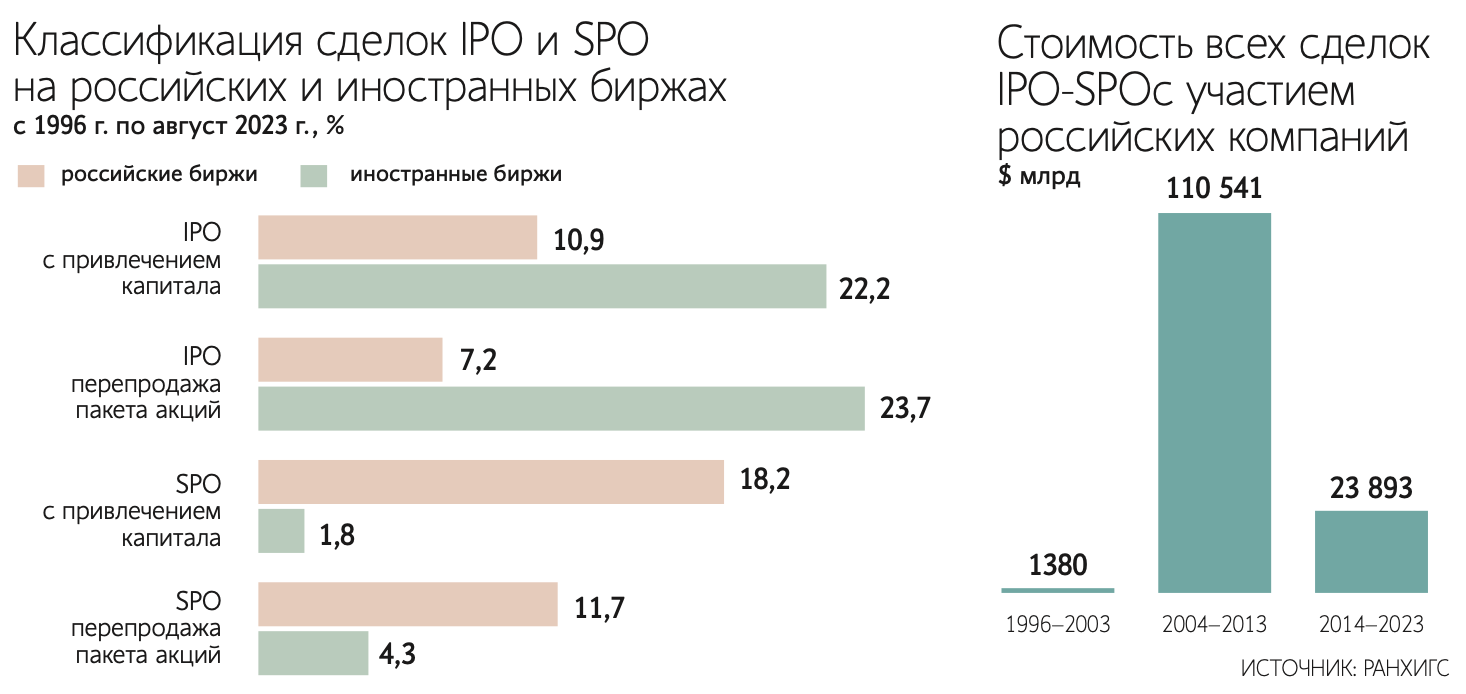 Классификация сделок IPO и SPO
на российских и иностранных биржах
с 1996 г. по август 2023 г., %
российские биржи
иностранные биржи
IPO
с привлечением
капитала
10,9
22,2
IPO
перепродажа
пакета акций
7,2
23,7
SPO
с привлечением
капитала
18,2
1,8
SPO
перепродажа
пакета акций
11,7
4,3
Стоимость всех сделок
IPO-SPOс участием
российских компаний
$ млрд
110 541
23 893
1380
1996–2003
2004–2013
2014–2023
ИСТОЧНИК: РАНХИГС